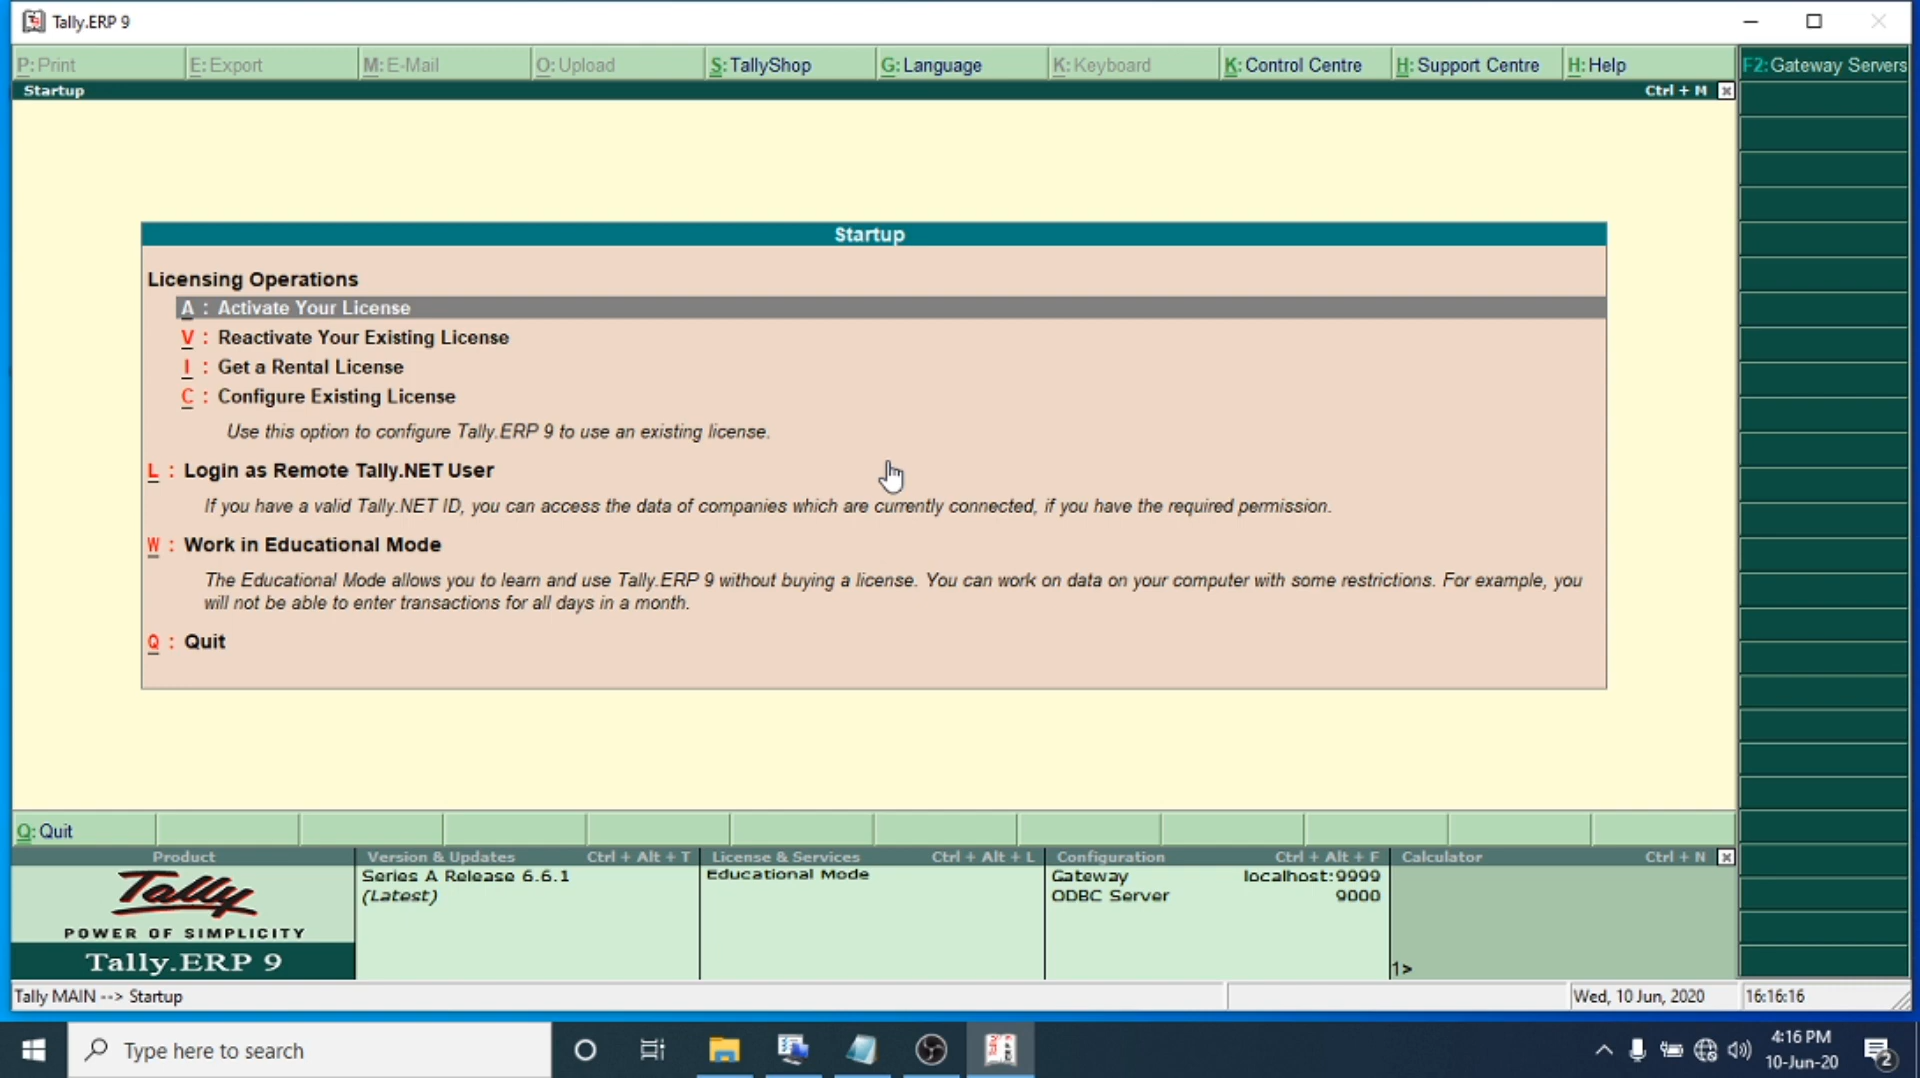 Tally.ERP 9
P: Print E: Export M: E-Mail O: Upload S: TallyShop G: Language K: Keyboard K: Control Centre H: Support Centre H: Help F2: Gateway Servers
Startup Ctrl + M
Startup
Licensing Operations
A : Activate Your License
V : Reactivate Your Existing License
I : Get a Rental License
C : Configure Existing License
Use this option to configure Tally.ERP 9 to use an existing license.
L : Login as Remote Tally.NET User
If you have a valid Tally.NET ID, you can access the data of companies which are currently connected, if you have the required permission.
W : Work in Educational Mode
The Educational Mode allows you to learn and use Tally.ERP 9 without buying a license. You can work on data on your computer with some restrictions. For example, you
will not be able to enter transactions for all days in a month.
Q : Quit
Q: Quit
Product Version & Updates Ctrl + Alt + T License & Services Ctrl + Alt + L Configuration Ctrl + Alt + F Calculator Ctrl + N
Tally
POWER OF SIMPLICITY
Tally.ERP 9
Series A Release 6.6.1
(Latest)
Educational Mode
Gateway localhost:9999
ODBC Server 9000
1>
Tally MAIN --> Startup Wed, 10 Jun, 2020 16:16:16
Type here to search
4:16 PM
10-Jun-20
2